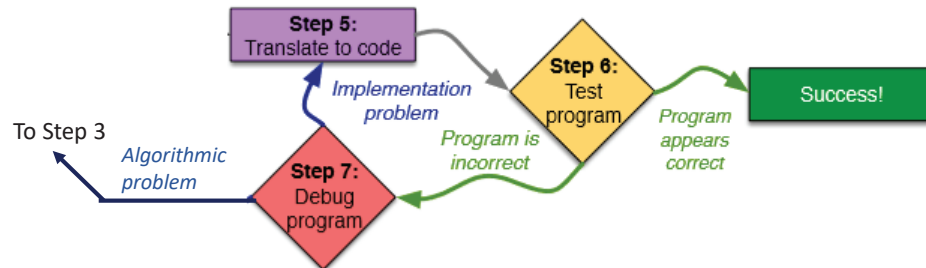 Step 5:
Translate to code
Step 6:
Test
program
Success!
Implementation
problem
Program
appears
correct
Program is
incorrect
To Step 3
Algorithmic
problem
Step 7:
Debug
program